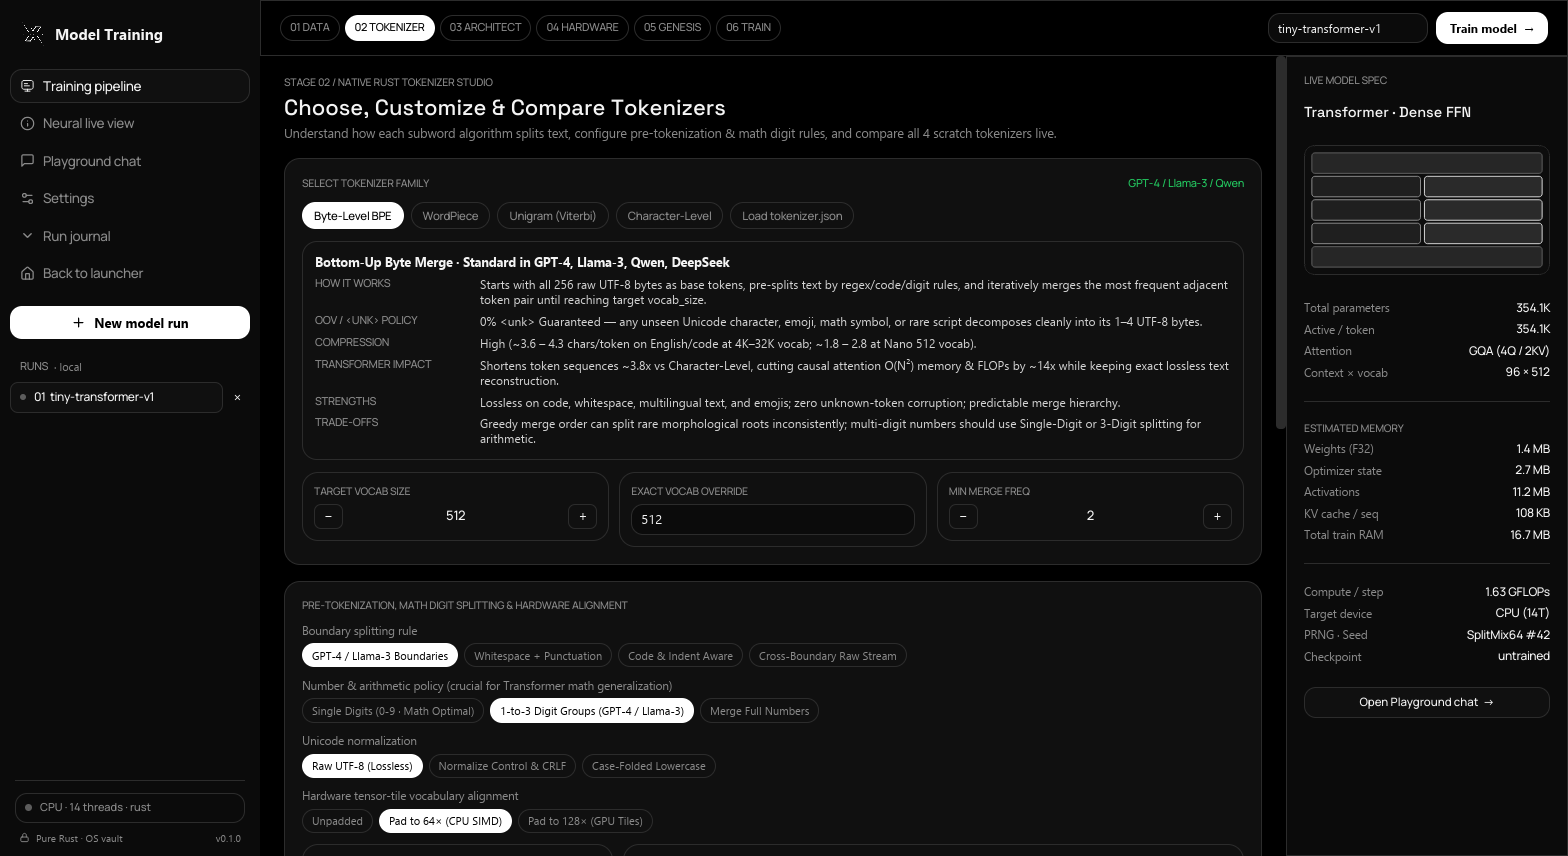 Model Training
Training pipeline
Neural live view
Playground chat
Settings
Run journal
Back to launcher
+ New model run
RUNS · local
01 tiny-transformer-v1 ×
CPU · 14 threads · rust
Pure Rust · OS vault v0.1.0
01 DATA 02 TOKENIZER 03 ARCHITECT 04 HARDWARE 05 GENESIS 06 TRAIN
tiny-transformer-v1 Train model →
STAGE 02 / NATIVE RUST TOKENIZER STUDIO
Choose, Customize & Compare Tokenizers
Understand how each subword algorithm splits text, configure pre-tokenization & math digit rules, and compare all 4 scratch tokenizers live.
SELECT TOKENIZER FAMILY GPT-4 / Llama-3 / Qwen
Byte-Level BPE WordPiece Unigram (Viterbi) Character-Level Load tokenizer.json
Bottom-Up Byte Merge · Standard in GPT-4, Llama-3, Qwen, DeepSeek
HOW IT WORKS Starts with all 256 raw UTF-8 bytes as base tokens, pre-splits text by regex/code/digit rules, and iteratively merges the most frequent adjacent
token pair until reaching target vocab_size.
OOV / <UNK> POLICY 0% <unk> Guaranteed — any unseen Unicode character, emoji, math symbol, or rare script decomposes cleanly into its 1–4 UTF-8 bytes.
COMPRESSION High (~3.6 – 4.3 chars/token on English/code at 4K–32K vocab; ~1.8 – 2.8 at Nano 512 vocab).
TRANSFORMER IMPACT Shortens token sequences ~3.8x vs Character-Level, cutting causal attention O(N²) memory & FLOPs by ~14x while keeping exact lossless text
reconstruction.
STRENGTHS Lossless on code, whitespace, multilingual text, and emojis; zero unknown-token corruption; predictable merge hierarchy.
TRADE-OFFS Greedy merge order can split rare morphological roots inconsistently; multi-digit numbers should use Single-Digit or 3-Digit splitting for
arithmetic.
TARGET VOCAB SIZE EXACT VOCAB OVERRIDE MIN MERGE FREQ
− 512 + 512 − 2 +
PRE-TOKENIZATION, MATH DIGIT SPLITTING & HARDWARE ALIGNMENT
Boundary splitting rule
GPT-4 / Llama-3 Boundaries Whitespace + Punctuation Code & Indent Aware Cross-Boundary Raw Stream
Number & arithmetic policy (crucial for Transformer math generalization)
Single Digits (0-9 · Math Optimal) 1-to-3 Digit Groups (GPT-4 / Llama-3) Merge Full Numbers
Unicode normalization
Raw UTF-8 (Lossless) Normalize Control & CRLF Case-Folded Lowercase
Hardware tensor-tile vocabulary alignment
Unpadded Pad to 64× (CPU SIMD) Pad to 128× (GPU Tiles)
LIVE MODEL SPEC
Transformer · Dense FFN
Total parameters 354.1K
Active / token 354.1K
Attention GQA (4Q / 2KV)
Context × vocab 96 × 512
ESTIMATED MEMORY
Weights (F32) 1.4 MB
Optimizer state 2.7 MB
Activations 11.2 MB
KV cache / seq 108 KB
Total train RAM 16.7 MB
Compute / step 1.63 GFLOPs
Target device CPU (14T)
PRNG · Seed SplitMix64 #42
Checkpoint untrained
Open Playground chat →